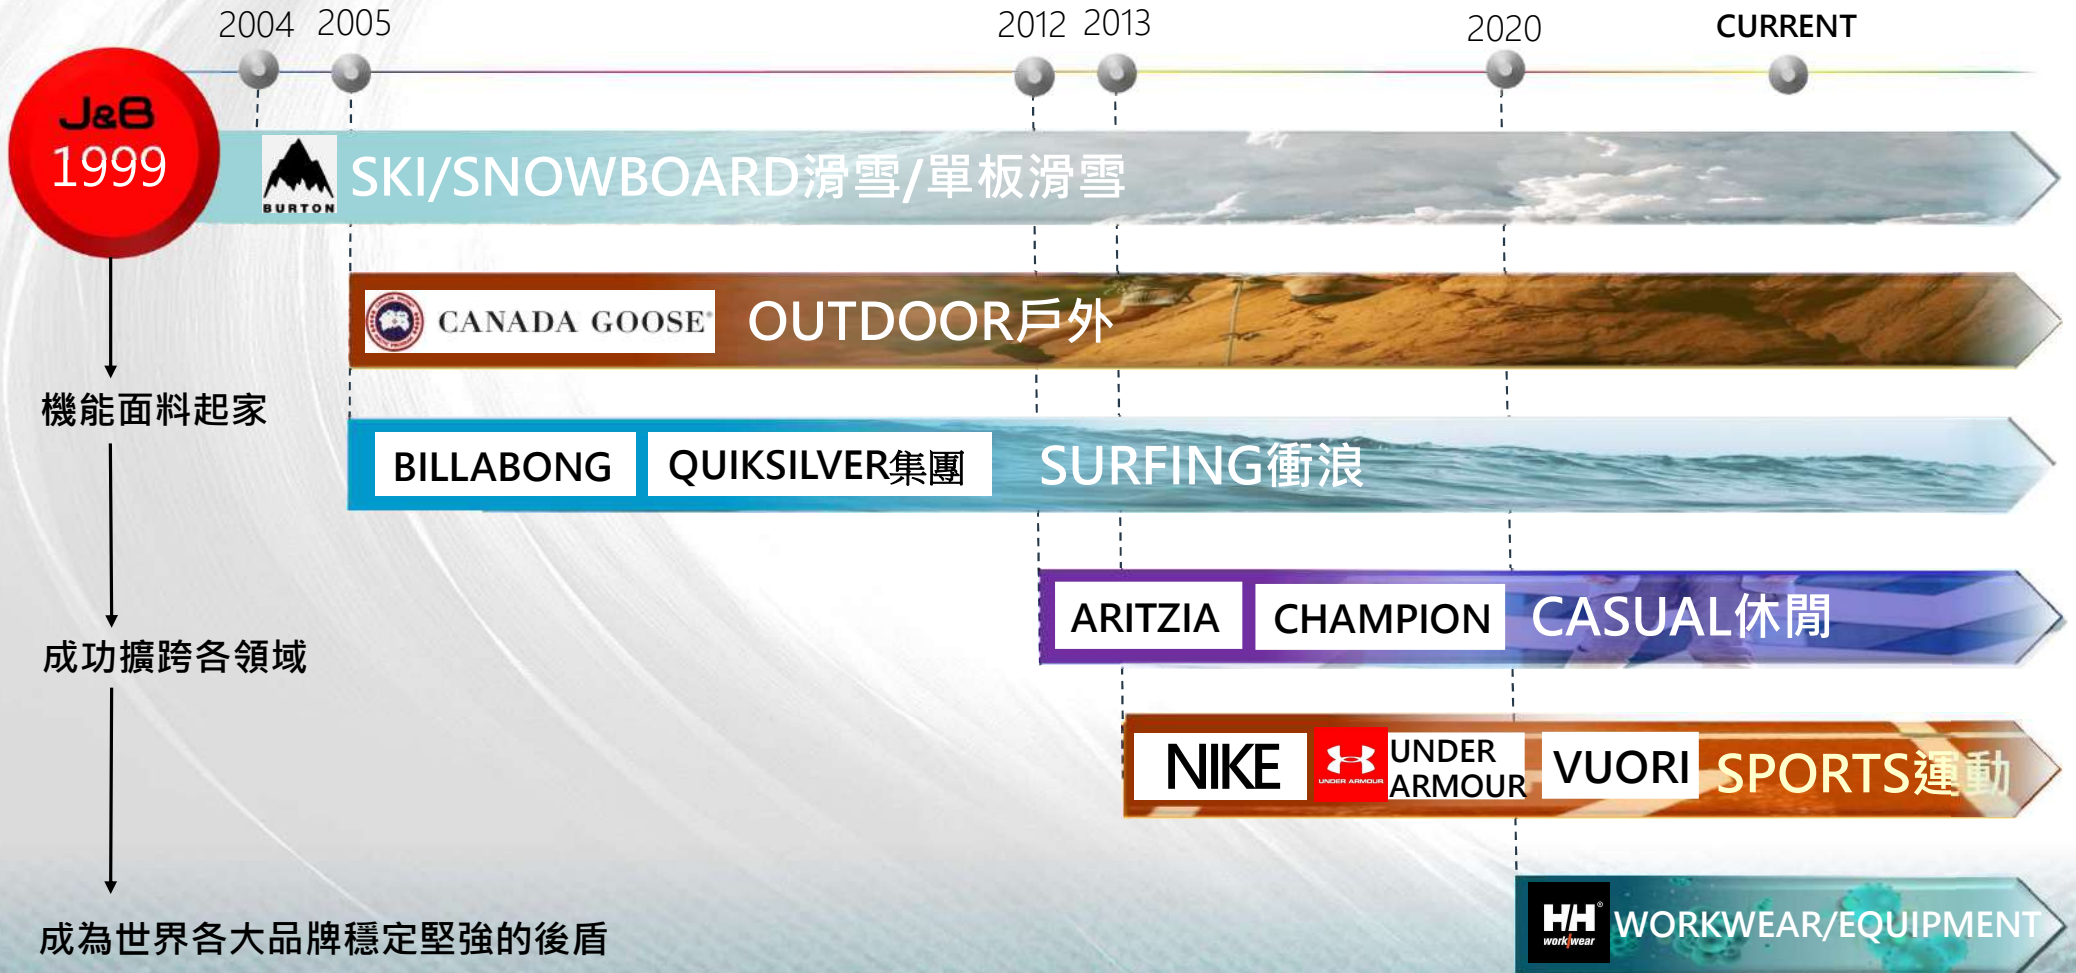 2004 2005 2012 2013 2020 CURRENT
J&B
1999
BURTON
SKI/SNOWBOARD滑雪/單板滑雪
CANADA GOOSE® OUTDOOR戶外
機能面料起家
BILLABONG QUIKSILVER集團 SURFING衝浪
ARITZIA CHAMPION CASUAL休閒
成功擴跨各領域
NIKE UNDER ARMOUR UNDER
ARMOUR VUORI SPORTS運動
HH® workwear WORKWEAR/EQUIPMENT
成為世界各大品牌穩定堅強的後盾